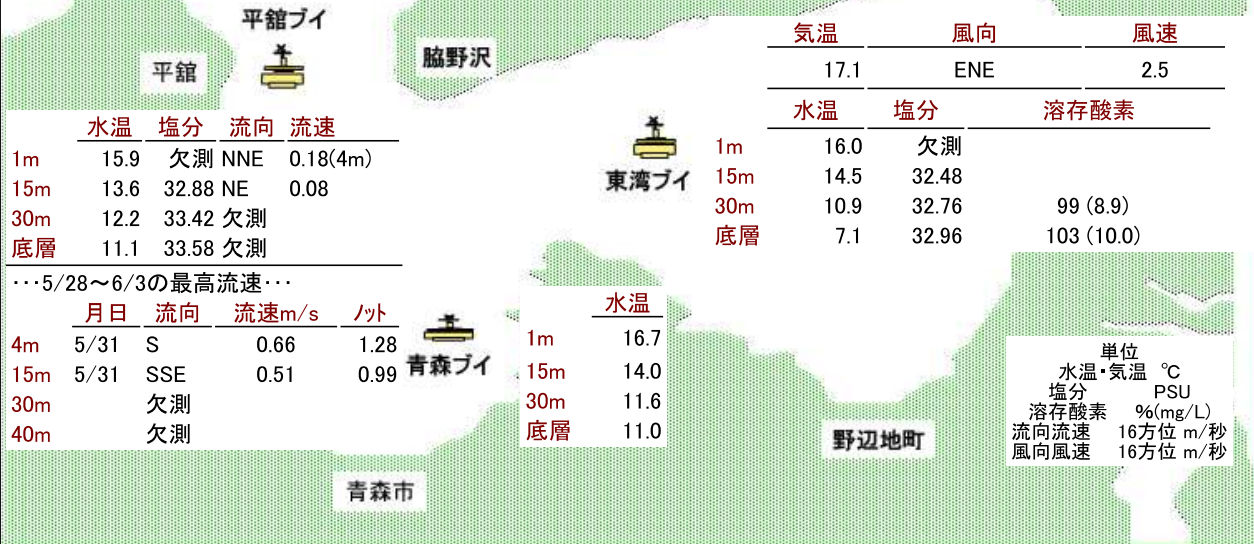 平舘ブイ
平舘
脇野沢
水温 塩分 流向 流速
1m 15.9 欠測 NNE 0.18(4m)
15m 13.6 32.88 NE 0.08
30m 12.2 33.42 欠測
底層 11.1 33.58 欠測
…5/28～6/3の最高流速…
月日 流向 流速m/s ﾉｯﾄ
4m 5/31 S 0.66 1.28
15m 5/31 SSE 0.51 0.99
30m 欠測
40m 欠測
気温 風向 風速
17.1 ENE 2.5
東湾ブイ
水温 塩分 溶存酸素
1m 16.0 欠測
15m 14.5 32.48
30m 10.9 32.76 99 (8.9)
底層 7.1 32.96 103 (10.0)
青森ブイ
水温
1m 16.7
15m 14.0
30m 11.6
底層 11.0
青森市
野辺地町
単位
水温・気温 ℃
塩分 PSU
溶存酸素 %(mg/L)
流向流速 16方位 m/秒
風向風速 16方位 m/秒